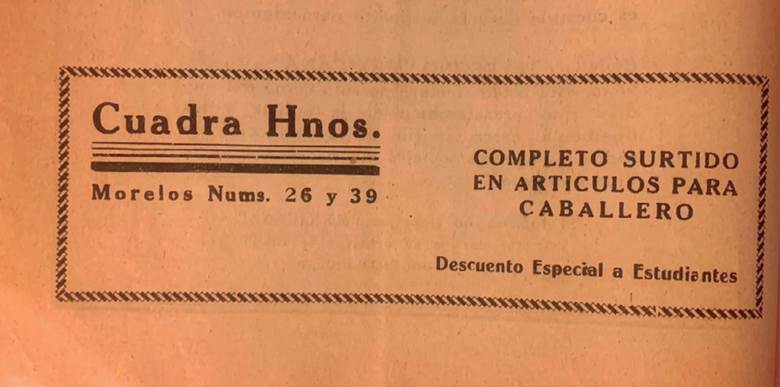 Cuadra Hnos.
Morelos Nums. 26 y 39
COMPLETO SURTIDO
EN ARTICULOS PARA
CABALLERO
Descuento Especial a Estudiantes